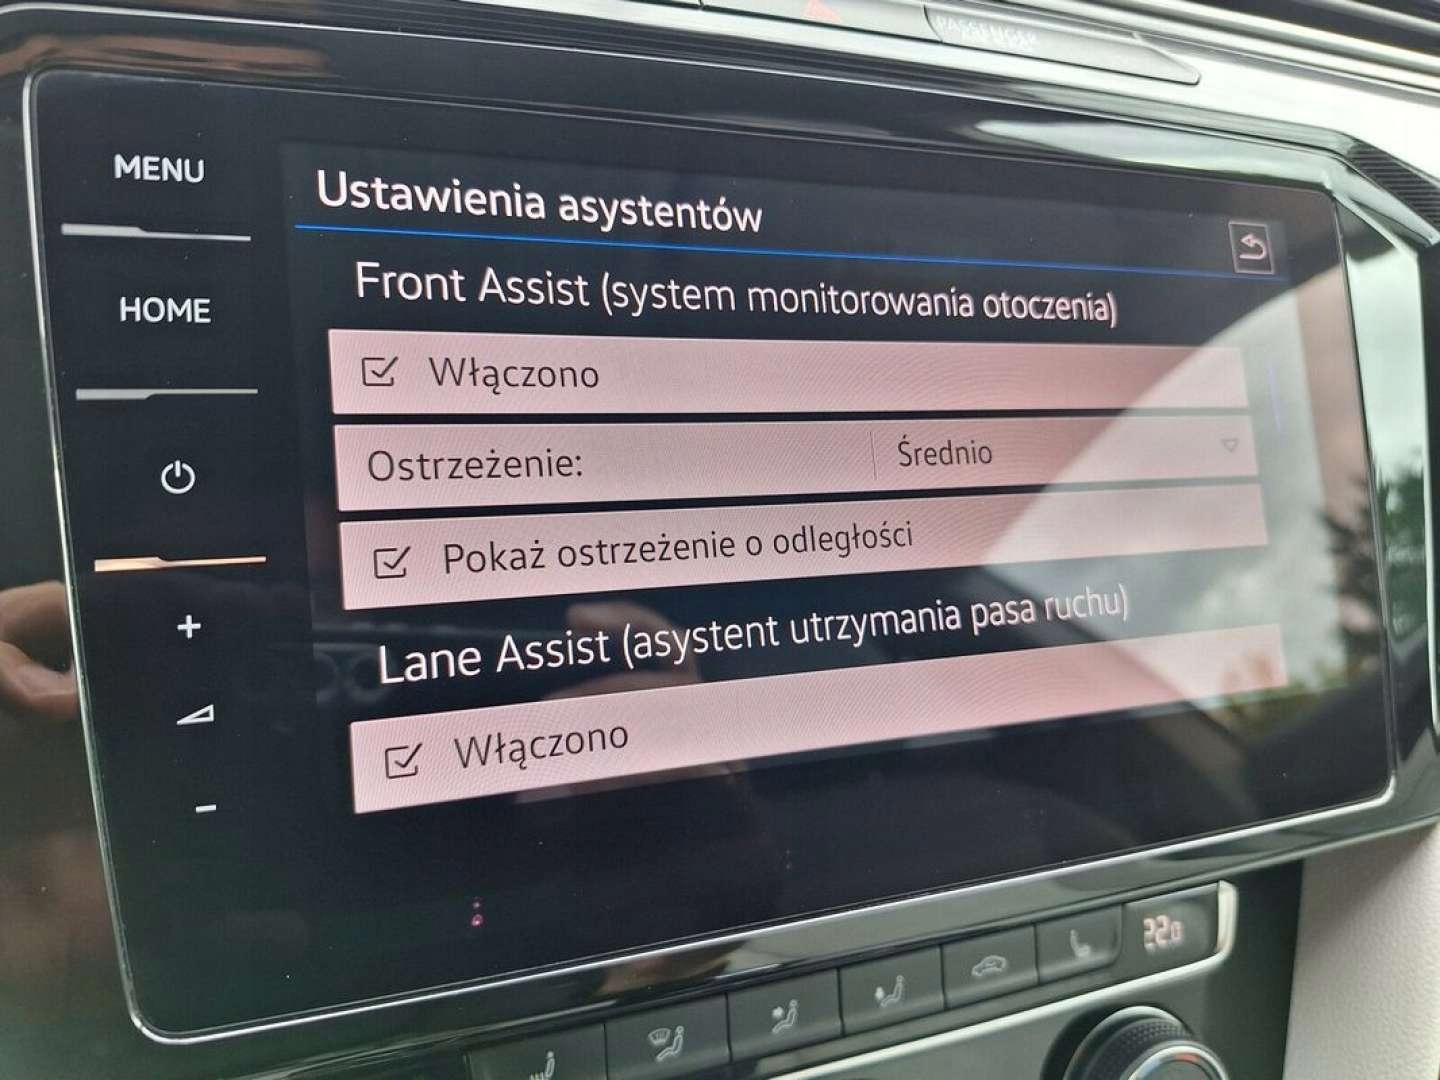 PASSENGER
MENU
Ustawienia asystentów
Front Assist (system monitorowania otoczenia)
HOME
Włączono
Ostrzeżenie: Średnio
Pokaż ostrzeżenie o odległości
+
Lane Assist (asystent utrzymania pasa ruchu)
Włączono
-
22.0